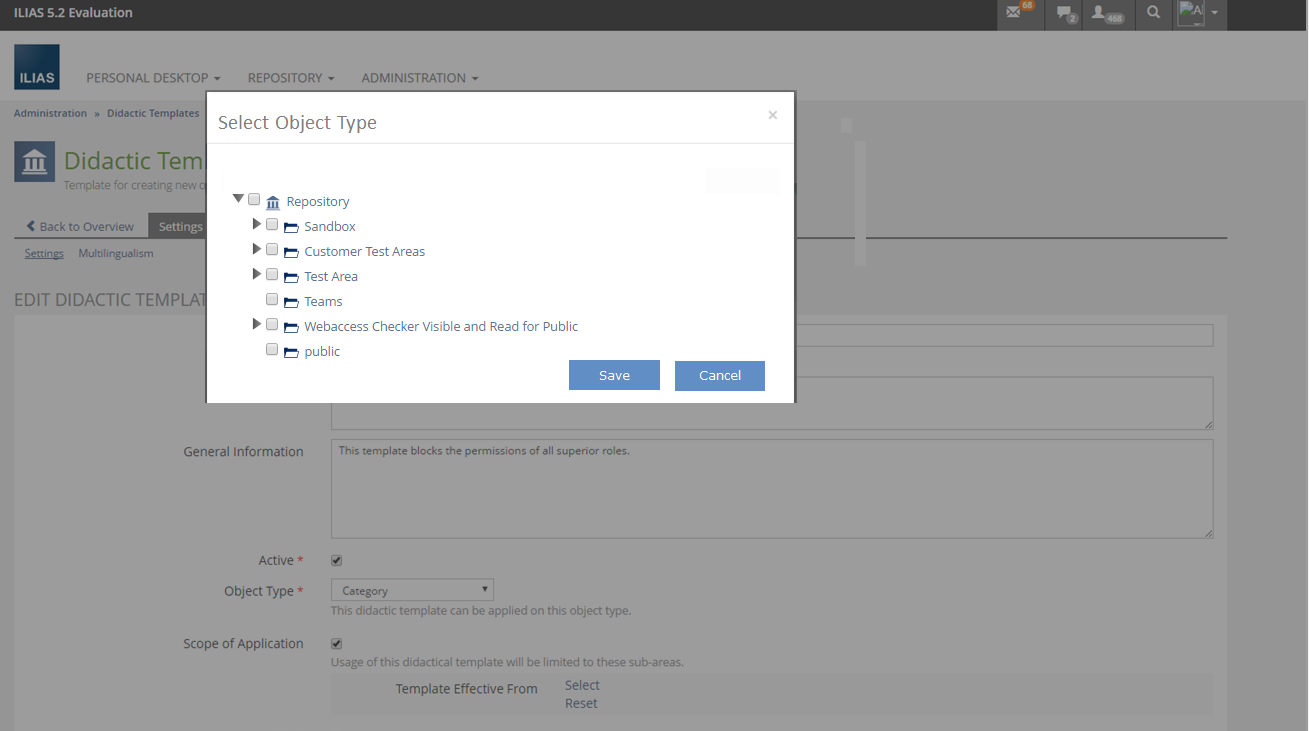 ILIAS 5.2 Evaluation
68
2
468
ILIAS
PERSONAL DESKTOP
REPOSITORY
ADMINISTRATION
Administration » Didactic Templates
Select Object Type
×
Didactic Tem
Template for creating new o
Repository
Back to Overview
Settings
Sandbox
Settings
Multilingualism
Customer Test Areas
Test Area
EDIT DIDACTIC TEMPLAT
Teams
Webaccess Checker Visible and Read for Public
public
Save
Cancel
General Information
This template blocks the permissions of all superior roles.
Active *
Object Type *
Category
This didactic template can be applied on this object type.
Scope of Application
Usage of this didactical template will be limited to these sub-areas.
Template Effective From
Select
Reset